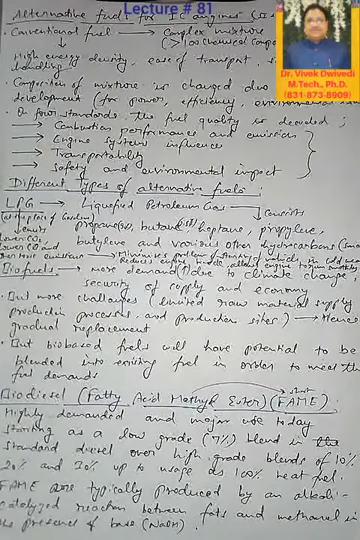 Lecture # 81
Alternative fuels for I C engines
Conventional fuel → Complex mixture
(>100 chemical
High energy density, ease of transport,
Composition of mixture is changed due to
development (for power, efficiency
On four standards, the fuel quality is decided;
→ Combustion performance and emissions
→ Engine system influence
→ Transportability
→ Safety and environmental impact
Dr. Vivek Dwivedi
M.Tech., Ph.D.
(831-873-8909)
Different Types of alternative fuels:
LPG → Liquefied Petroleum Gas
consists
propane, butane, heptane, propylene,
butylene and various other hydrocarbons
Biofuels → more demand due to climate change,
security of supply and economy
But more challenges (limited raw material supply
production processes, and production sites) → Hence
gradual replacement
But biobased fuels will have potential to be
blended into existing fuel in order to meet the
fuel demands
Biodiesel (Fatty Acid Methyl Ester) (FAME)
short
Highly demanded and major use today
starting as a low grade (7%) blend in the
standard diesel over high grade blends of 10%
20% and 30% up to usage as 100% neat fuel.
FAME are typically produced by an alkali-
catalyzed reaction between fats and methanol in
the presence of base (NaOH).